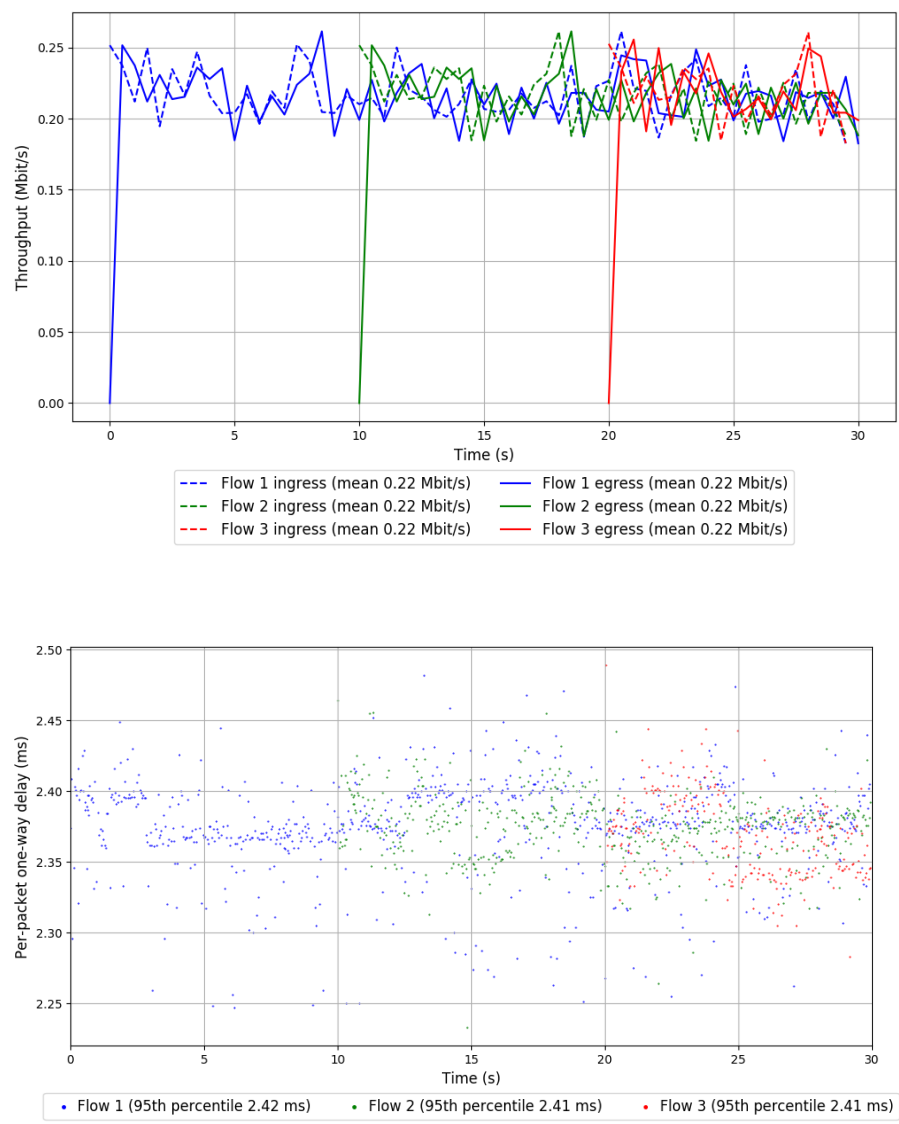 0.25
0.20
0.15
0.10
0.05
0.00
Throughput (Mbit/s)
0 5 10 15 20 25 30
Time (s)
Flow 1 ingress (mean 0.22 Mbit/s) Flow 1 egress (mean 0.22 Mbit/s)
Flow 2 ingress (mean 0.22 Mbit/s) Flow 2 egress (mean 0.22 Mbit/s)
Flow 3 ingress (mean 0.22 Mbit/s) Flow 3 egress (mean 0.22 Mbit/s)
2.50
2.45
2.40
2.35
2.30
2.25
Per-packet one-way delay (ms)
0 5 10 15 20 25 30
Time (s)
Flow 1 (95th percentile 2.42 ms) Flow 2 (95th percentile 2.41 ms) Flow 3 (95th percentile 2.41 ms)